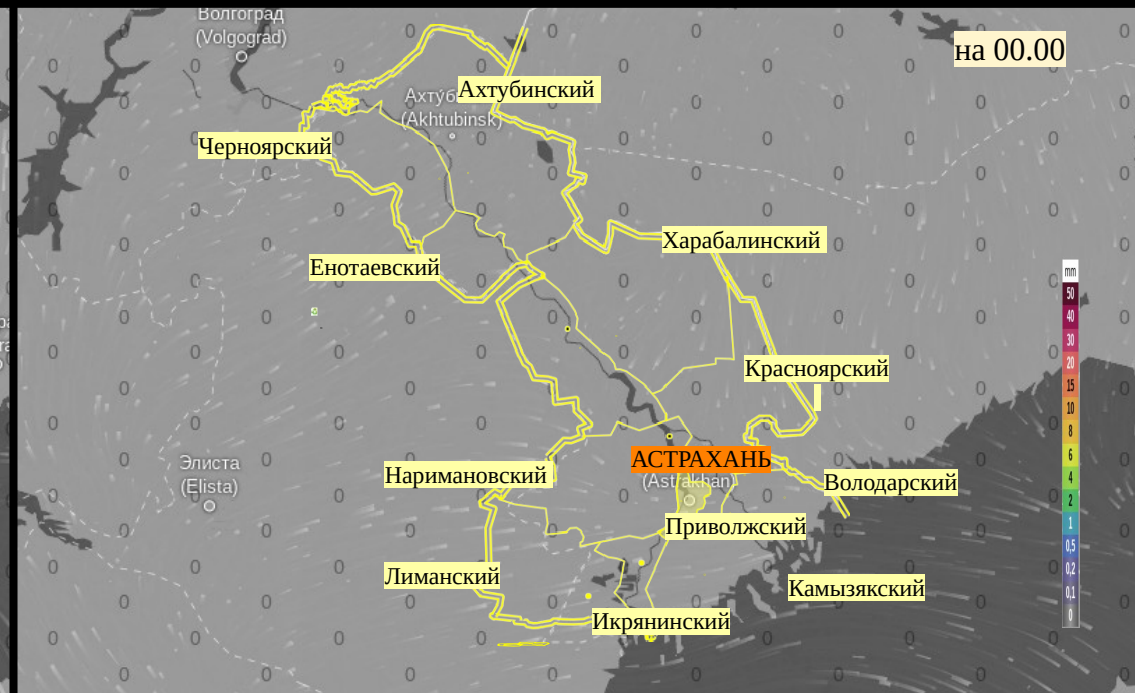 Волгоград
(Volgograd)
на 00.00
Ахтубинский
(Akhtubinsk)
Черноярский
Харабалинский
Енотаевский
mm
50
40
30
20
15
10
8
6
4
2
1
0,5
0,2
0,1
0
Красноярский
АСТРАХАНЬ
(Astrakhan)
Элиста
(Elista)
Наримановский
Володарский
Приволжский
Лиманский
Камызякский
Икрянинский